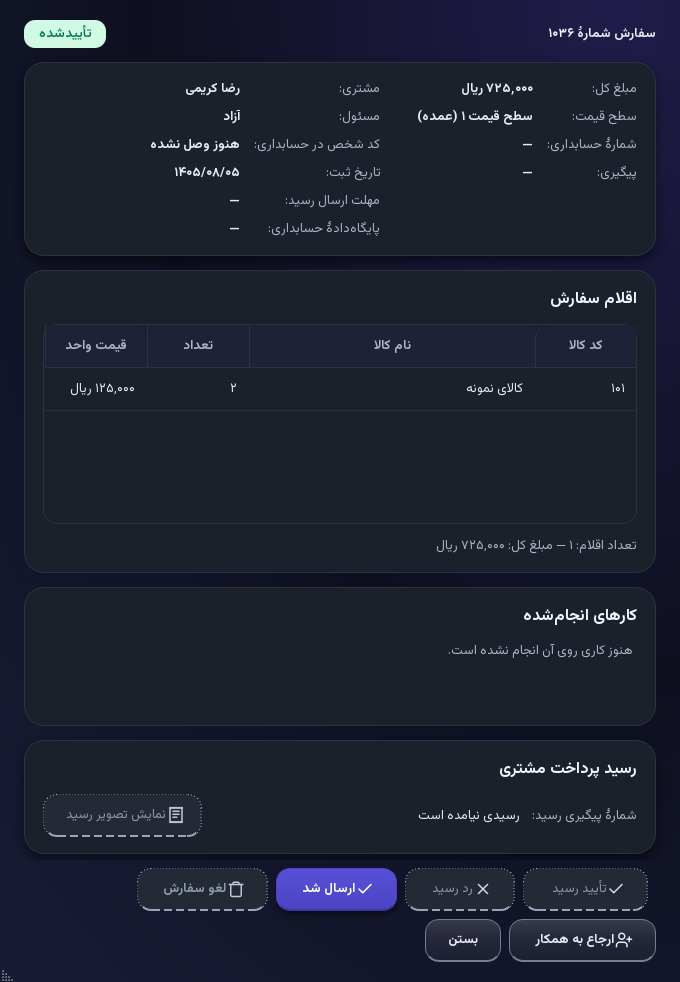 سفارش شمارهٔ ۱۰۳۶
تأییدشده
مبلغ کل: ۷۲۵,۰۰۰ ریال مشتری: رضا کریمی
سطح قیمت: سطح قیمت ۱ (عمده) مسئول: آزاد
شمارهٔ حسابداری: — کد شخص در حسابداری: هنوز وصل نشده
پیگیری: — تاریخ ثبت: ۱۴۰۵/۰۸/۰۵
مهلت ارسال رسید: —
پایگاه‌دادهٔ حسابداری: —
اقلام سفارش
کد کالا نام کالا تعداد قیمت واحد
۱۰۱ کالای نمونه ۲ ۱۲۵,۰۰۰ ریال
تعداد اقلام: ۱ — مبلغ کل: ۷۲۵,۰۰۰ ریال
کارهای انجام‌شده
هنوز کاری روی آن انجام نشده است.
رسید پرداخت مشتری
شمارهٔ پیگیری رسید: رسیدی نیامده است نمایش تصویر رسید
تأیید رسید رد رسید ارسال شد لغو سفارش
ارجاع به همکار بستن